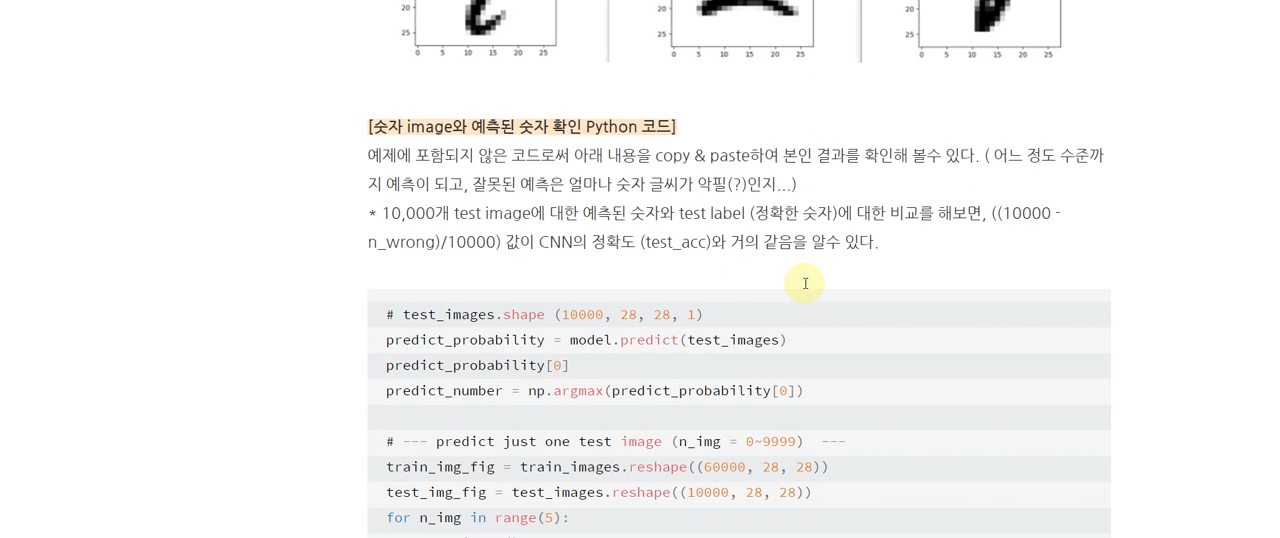 20 20 20
25 25 25
0 5 10 15 20 25 0 5 10 15 20 25 0 5 10 15 20 25
[숫자 image와 예측된 숫자 확인 Python 코드]
예제에 포함되지 않은 코드로써 아래 내용을 copy & paste하여 본인 결과를 확인해 볼수 있다. ( 어느 정도 수준까
지 예측이 되고, 잘못된 예측은 얼마나 숫자 글씨가 악필(?)인지...)
* 10,000개 test image에 대한 예측된 숫자와 test label (정확한 숫자)에 대한 비교를 해보면, ((10000 -
n_wrong)/10000) 값이 CNN의 정확도 (test_acc)와 거의 같음을 알수 있다.
# test_images.shape (10000, 28, 28, 1)
predict_probability = model.predict(test_images)
predict_probability[0]
predict_number = np.argmax(predict_probability[0])
# --- predict just one test image (n_img = 0~9999) ---
train_img_fig = train_images.reshape((60000, 28, 28))
test_img_fig = test_images.reshape((10000, 28, 28))
for n_img in range(5):